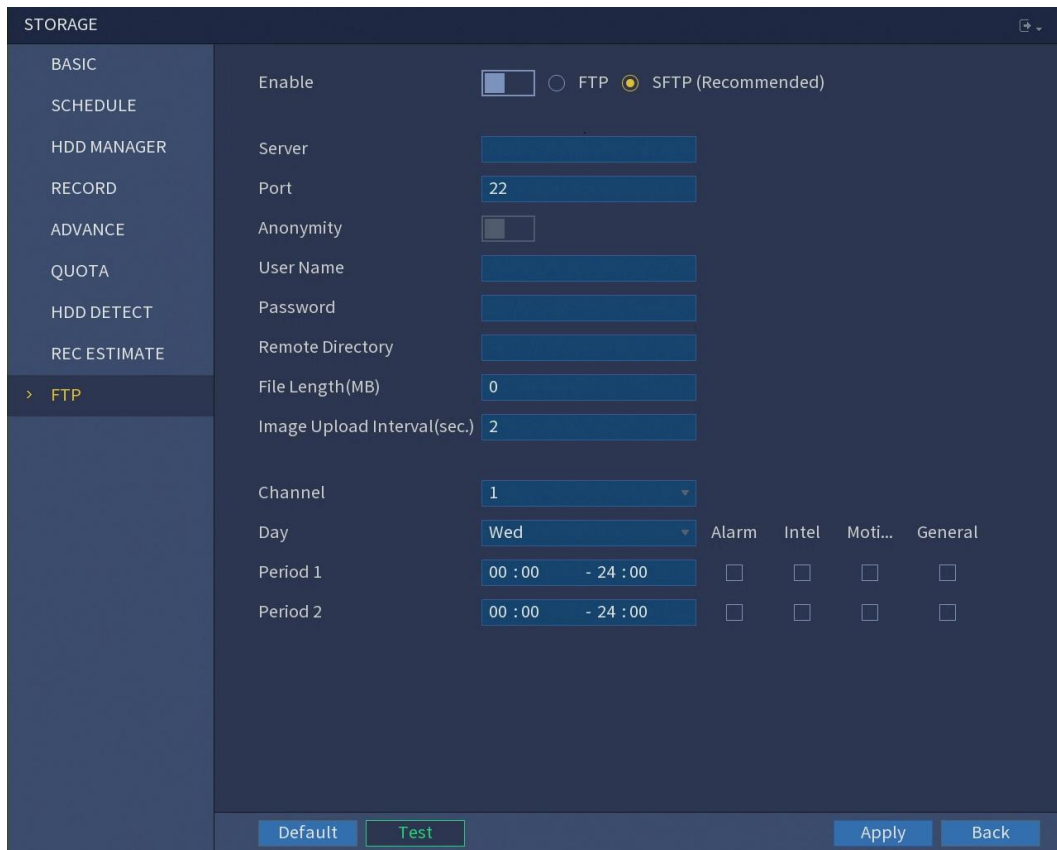 STORAGE
BASIC
SCHEDULE
HDD MANAGER
RECORD
ADVANCE
QUOTA
HDD DETECT
REC ESTIMATE
> FTP
Enable FTP SFTP (Recommended)
Server
Port 22
Anonymity
User Name
Password
Remote Directory
File Length(MB) 0
Image Upload Interval(sec.) 2
Channel 1
Day Wed Alarm Intel Moti... General
Period 1 00 :00 - 24 :00
Period 2 00 :00 - 24 :00
Default Test Apply Back